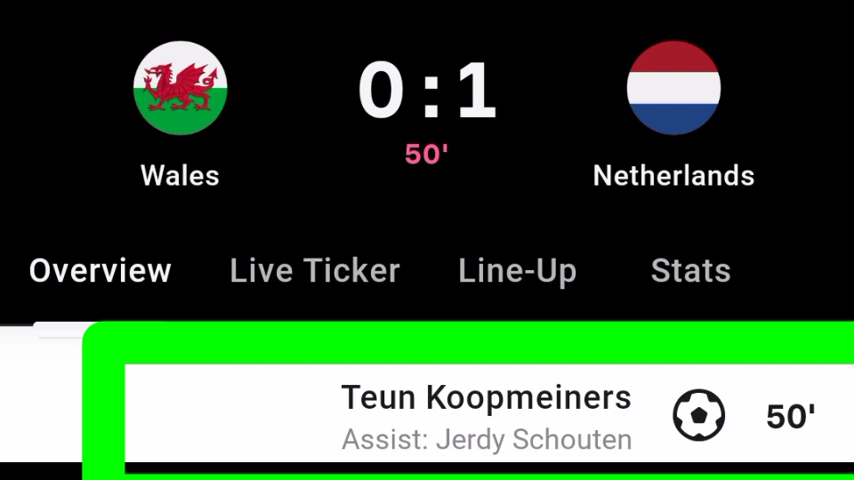 0 : 1
50'
Wales
Netherlands
Overview Live Ticker Line-Up Stats
Teun Koopmeiners 50'
Assist: Jerdy Schouten